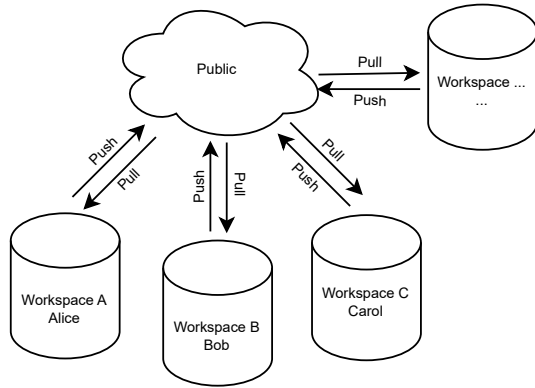 Public
Pull
Push
Workspace ...
...
Push
Pull
Push
Pull
Pull
Push
Workspace A
Alice
Workspace B
Bob
Workspace C
Carol